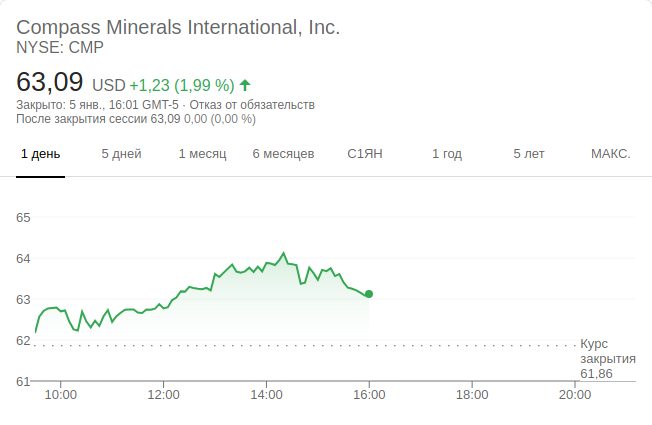 Compass Minerals International, Inc.
NYSE: CMP
63,09 USD +1,23 (1,99 %)
Закрыто: 5 янв., 16:01 GMT-5 · Отказ от обязательств
После закрытия сессии 63,09 0,00 (0,00 %)
1 день 5 дней 1 месяц 6 месяцев С1ЯН 1 год 5 лет МАКС.
65
64
63
62
61
Курс
закрытия
61,86
10:00 12:00 14:00 16:00 18:00 20:00